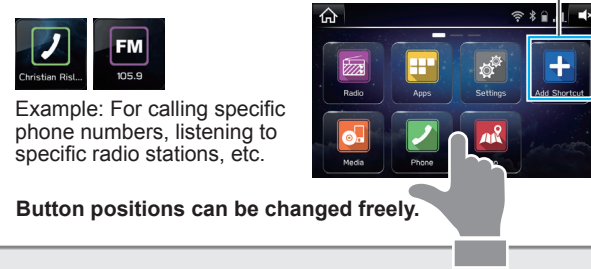 Christian Risl...
FM
105.9
Example: For calling specific
phone numbers, listening to
specific radio stations, etc.
Radio
Apps
Settings
Add Shortcut
Media
Phone
Button positions can be changed freely.